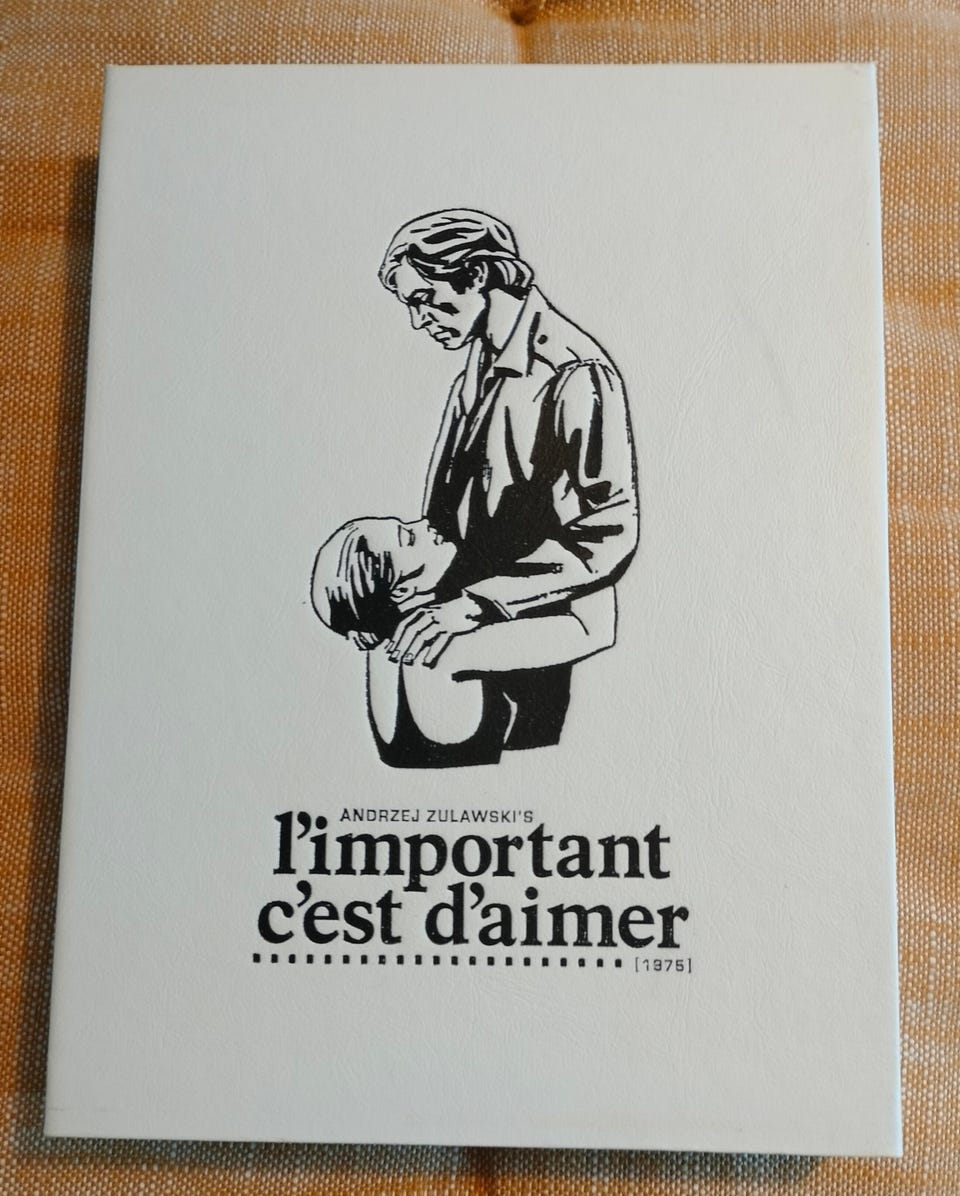 ANDRZEJ ZULAWSKI'S
l'important
c'est d'aimer
[1975]